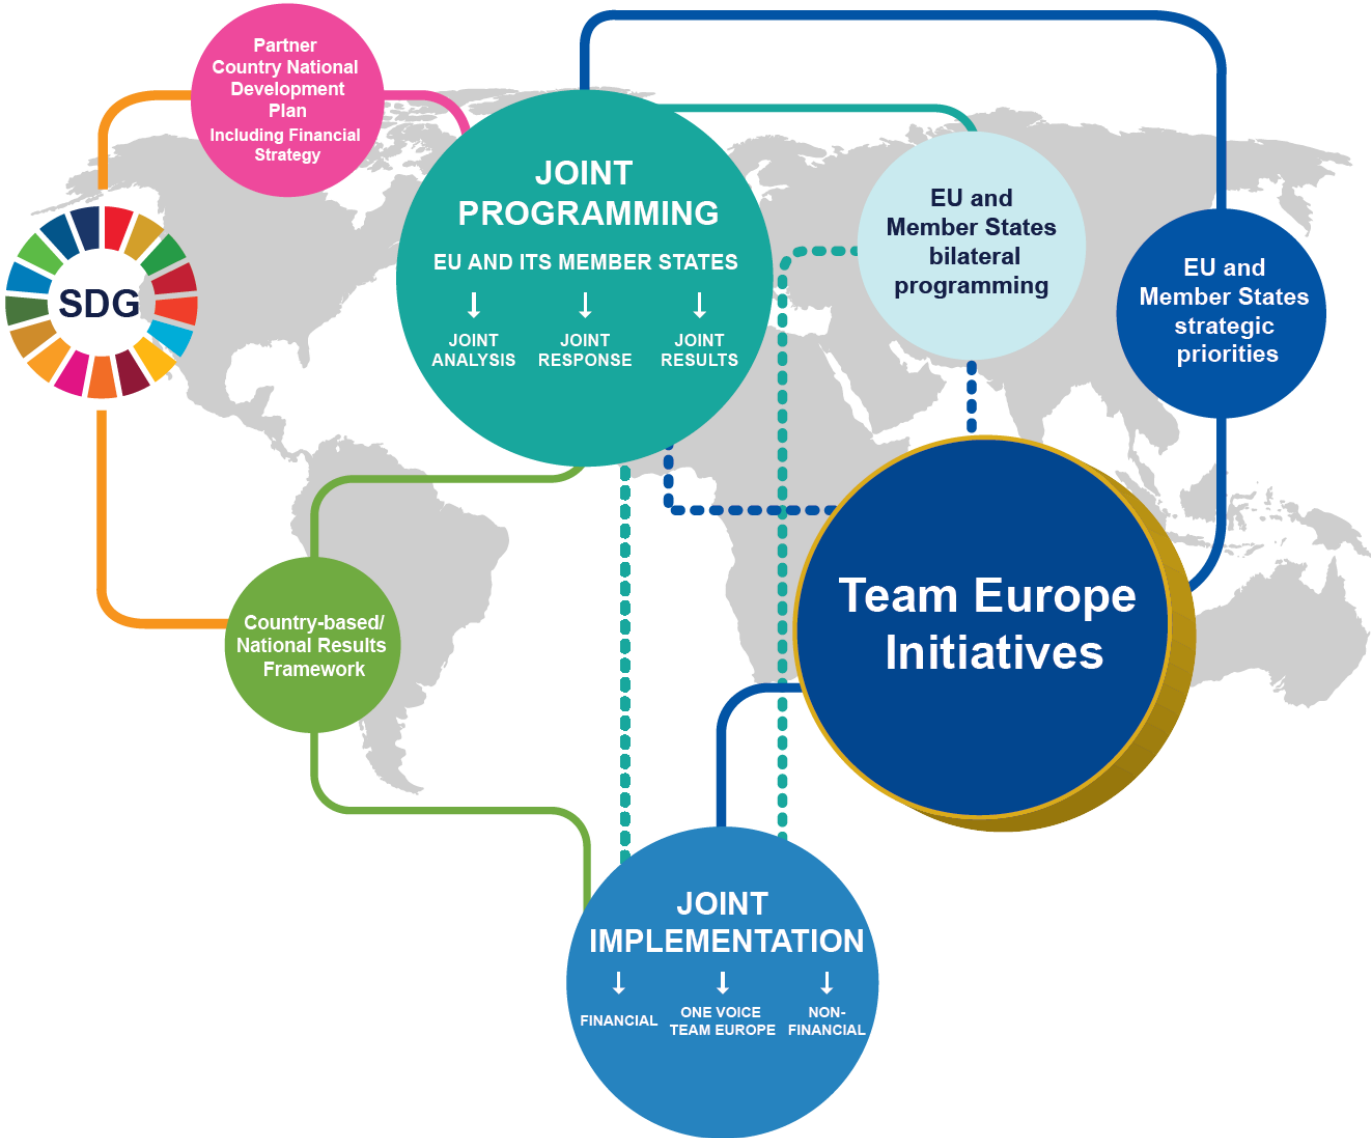 Partner
Country National
Development
Plan
Including Financial
Strategy
SDG
JOINT
PROGRAMMING
EU AND ITS MEMBER STATES
JOINT
ANALYSIS
JOINT
RESPONSE
JOINT
RESULTS
EU and
Member States
bilateral
programming
EU and
Member States
strategic
priorities
Country-based/
National Results
Framework
Team Europe
Initiatives
JOINT
IMPLEMENTATION
FINANCIAL
ONE VOICE
TEAM EUROPE
NON-
FINANCIAL